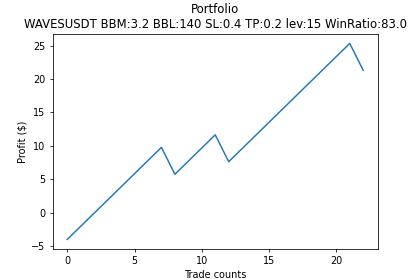 Portfolio
WAVESUSDT BBM:3.2 BBL:140 SL:0.4 TP:0.2 lev:15 WinRatio:83.0
25
20
15
10
5
0
−5
Profit ($)
0 5 10 15 20
Trade counts